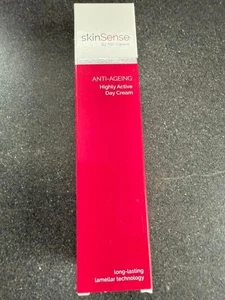 skinSense
ANTI-AGEING
Highly Active
Day Cream
long-lasting
lamellar technology